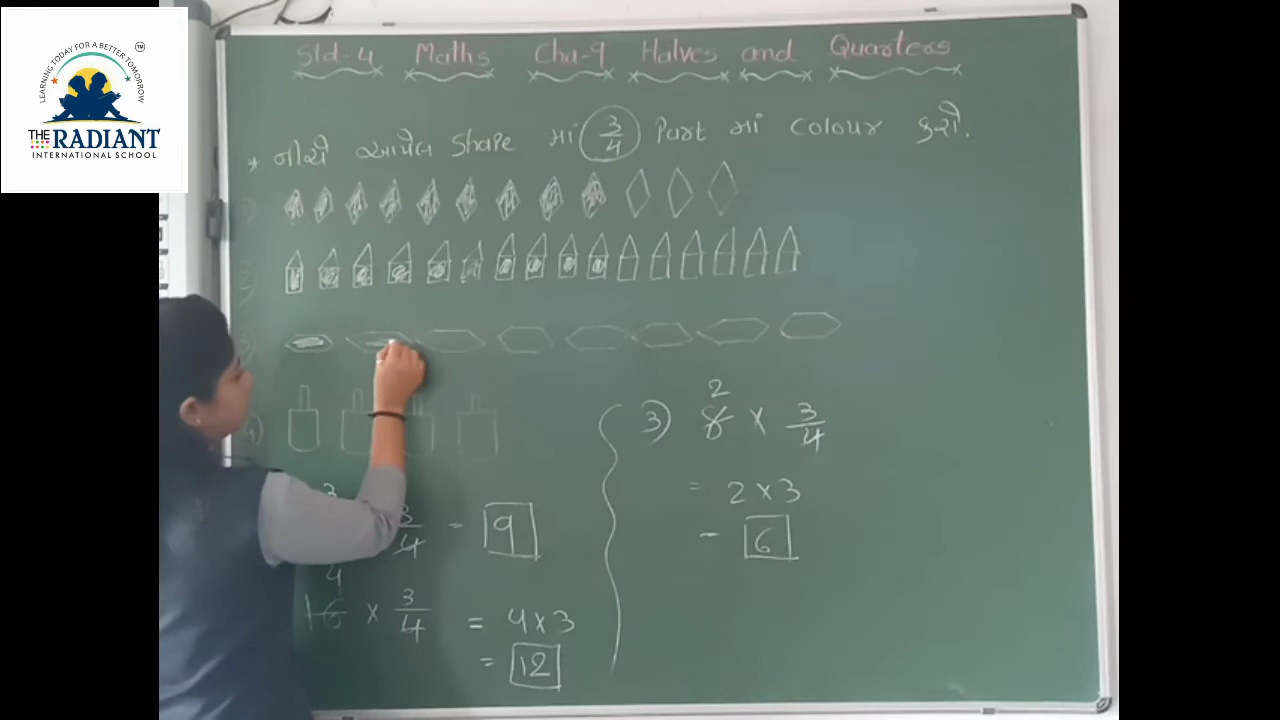 LEARNING TODAY FOR A BETTER TOMORROW
TM
THE RADIANT
INTERNATIONAL SCHOOL
Std-4 Maths Cha-9 Halves and Quarters
* નીચે આપેલ Shape માં 3/4 Part માં Colour કરો.
3/4 = 9
16 × 3/4 = 4×3
= 12
3) 8 × 3/4
2
= 2×3
= 6